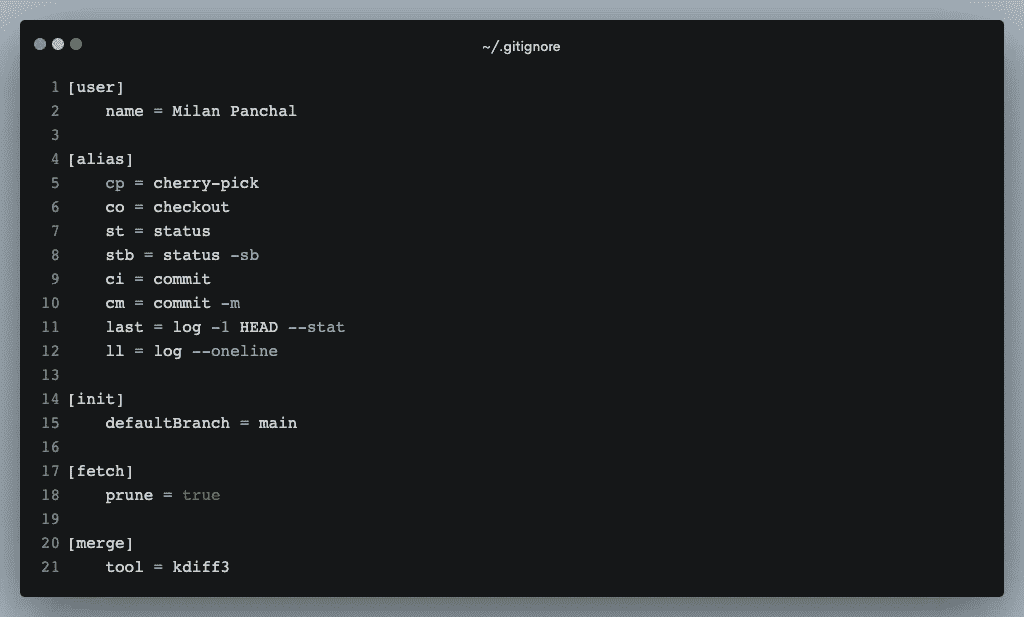 ~/.gitignore
1 [user]
2     name = Milan Panchal
3
4 [alias]
5     cp = cherry-pick
6     co = checkout
7     st = status
8     stb = status -sb
9     ci = commit
10     cm = commit -m
11     last = log -1 HEAD --stat
12     ll = log --oneline
13
14 [init]
15     defaultBranch = main
16
17 [fetch]
18     prune = true
19
20 [merge]
21     tool = kdiff3